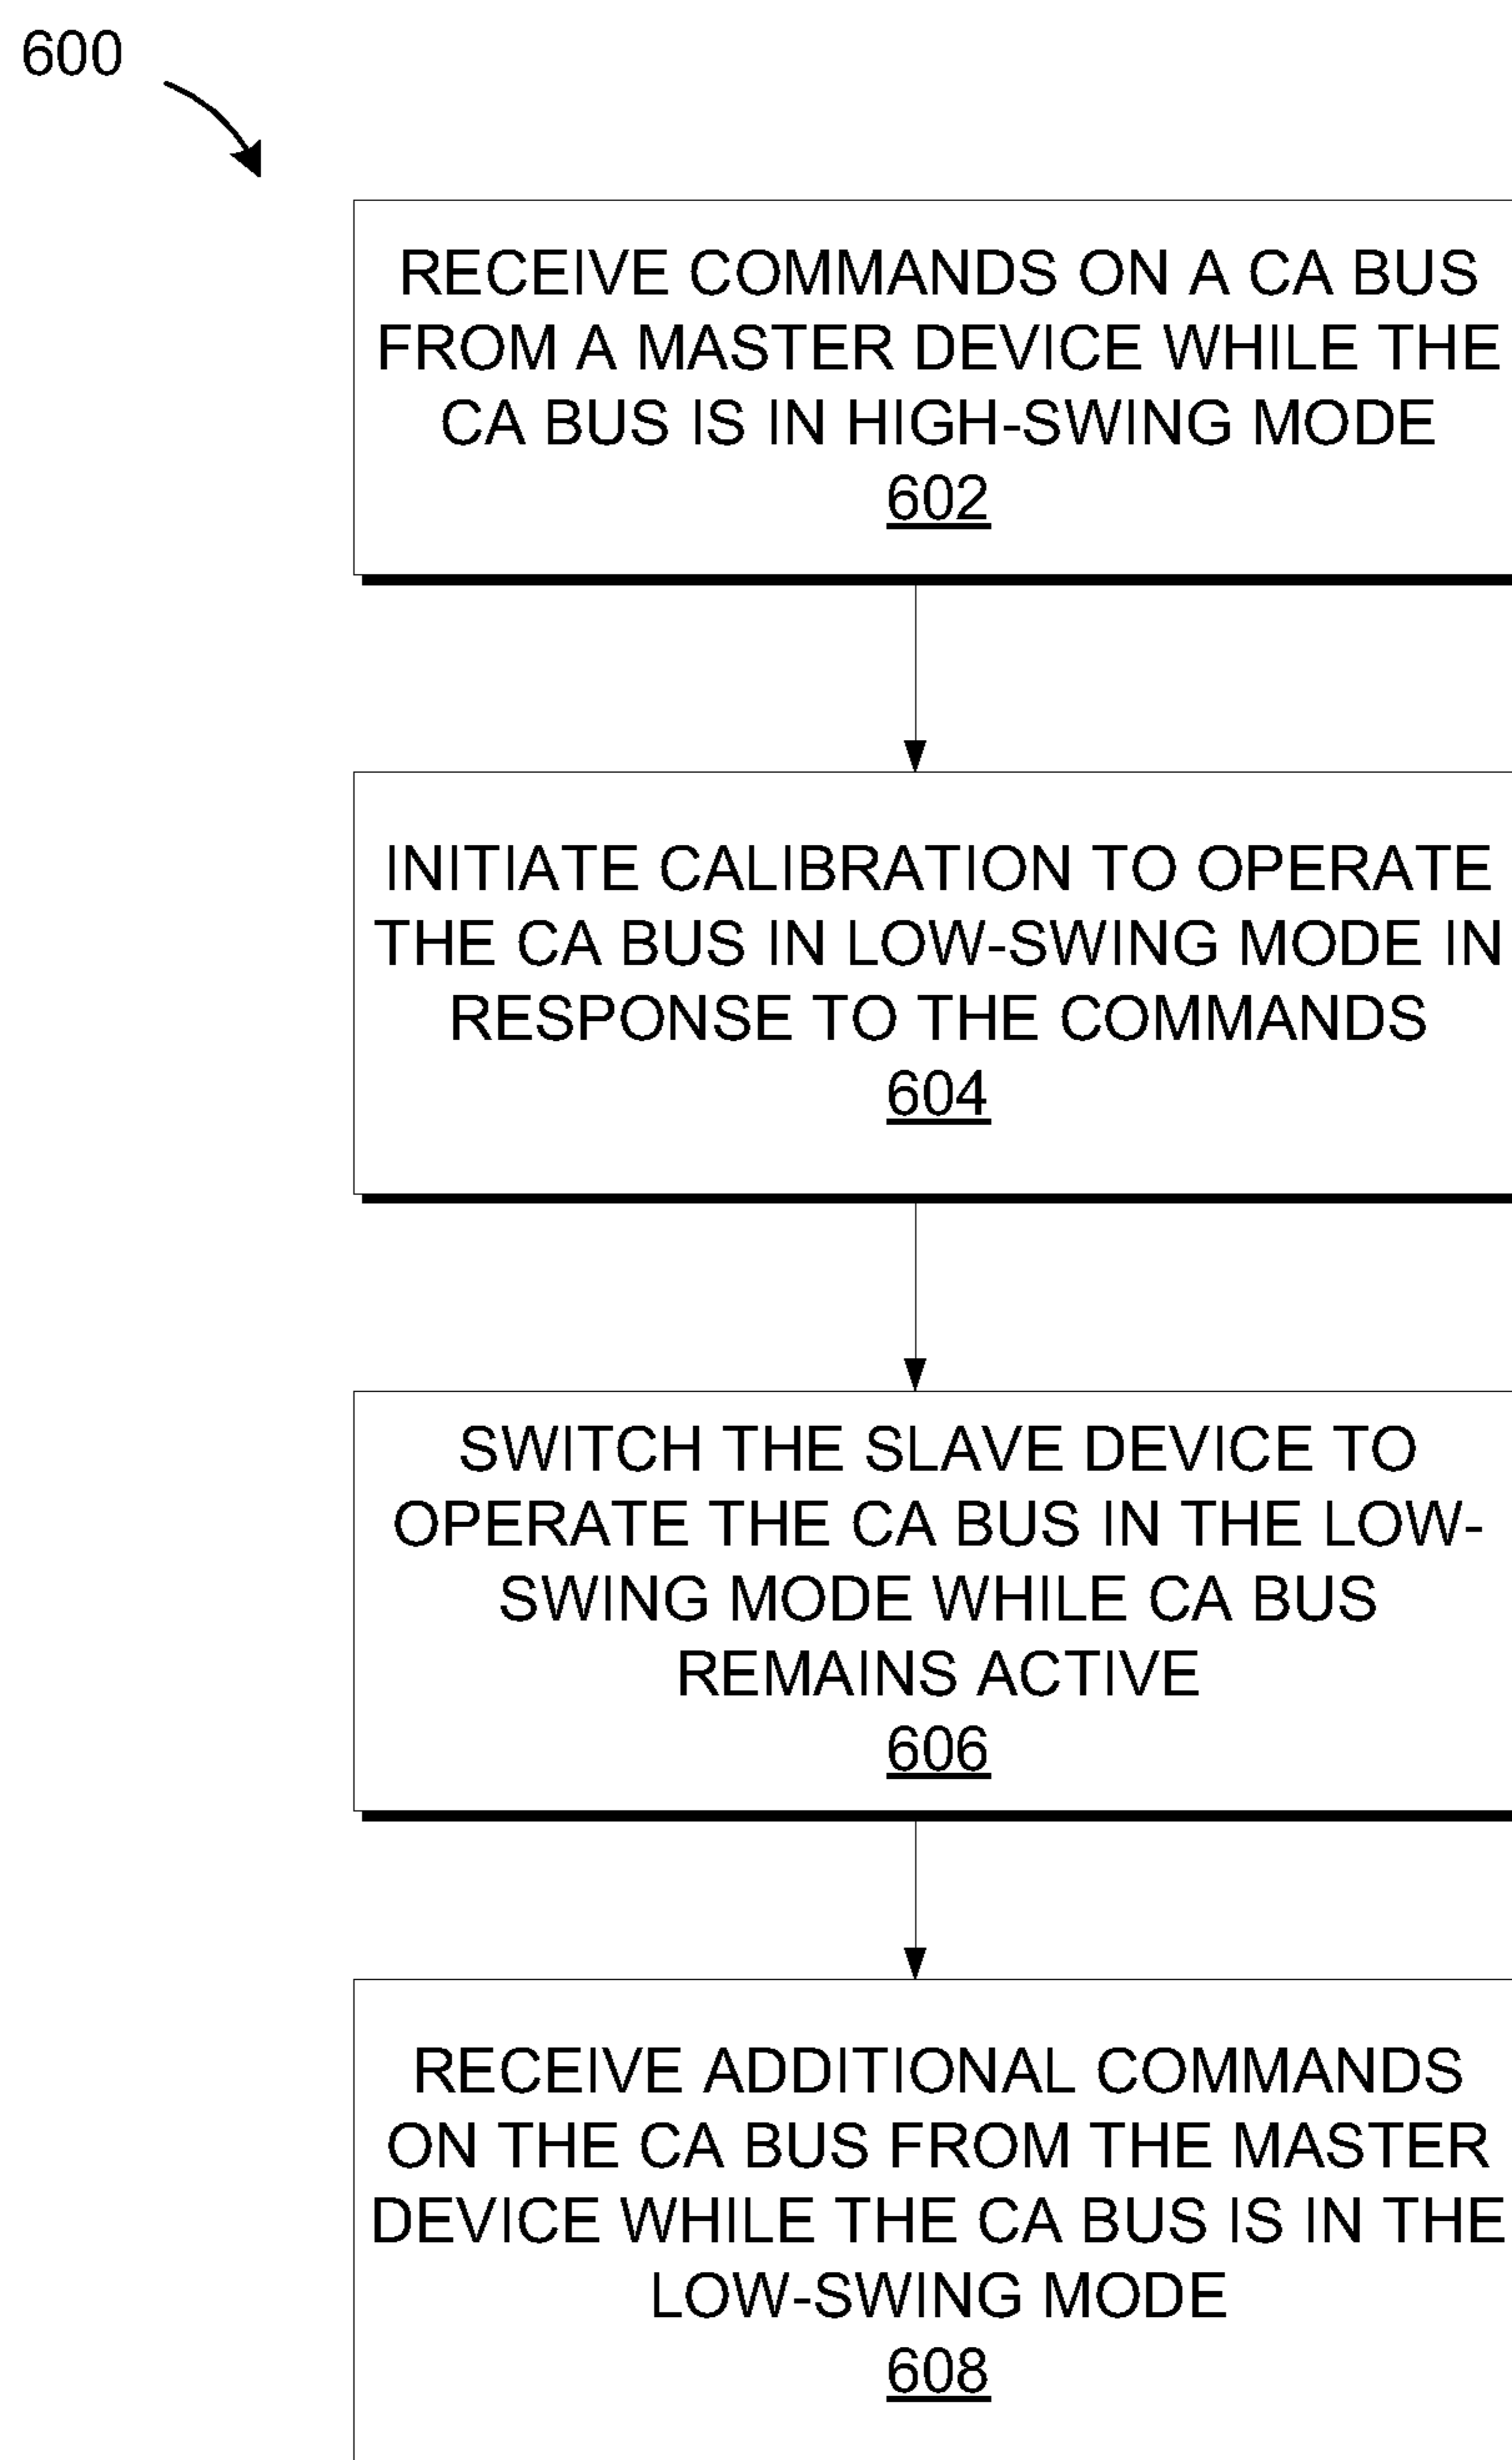 600
RECEIVE COMMANDS ON A CA BUS
FROM A MASTER DEVICE WHILE THE
CA BUS IS IN HIGH-SWING MODE
602
INITIATE CALIBRATION TO OPERATE
THE CA BUS IN LOW-SWING MODE IN
RESPONSE TO THE COMMANDS
604
SWITCH THE SLAVE DEVICE TO
OPERATE THE CA BUS IN THE LOW-
SWING MODE WHILE CA BUS
REMAINS ACTIVE
606
RECEIVE ADDITIONAL COMMANDS
ON THE CA BUS FROM THE MASTER
DEVICE WHILE THE CA BUS IS IN THE
LOW-SWING MODE
608